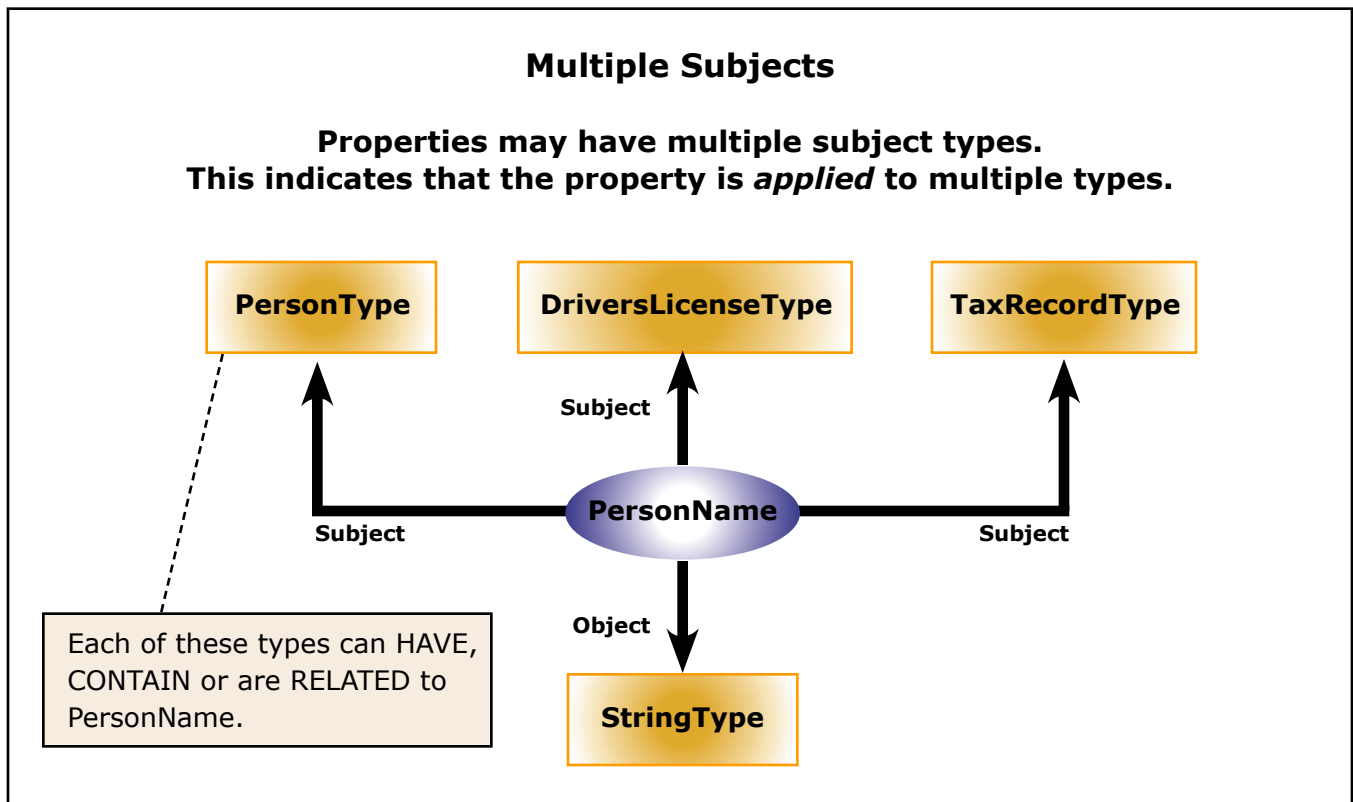 Multiple Subjects
Properties may have multiple subject types.
This indicates that the property is applied to multiple types.
PersonType
DriversLicenseType
TaxRecordType
Subject
PersonName
Subject
Subject
Object
Each of these types can HAVE,
CONTAIN or are RELATED to
PersonName.
StringType